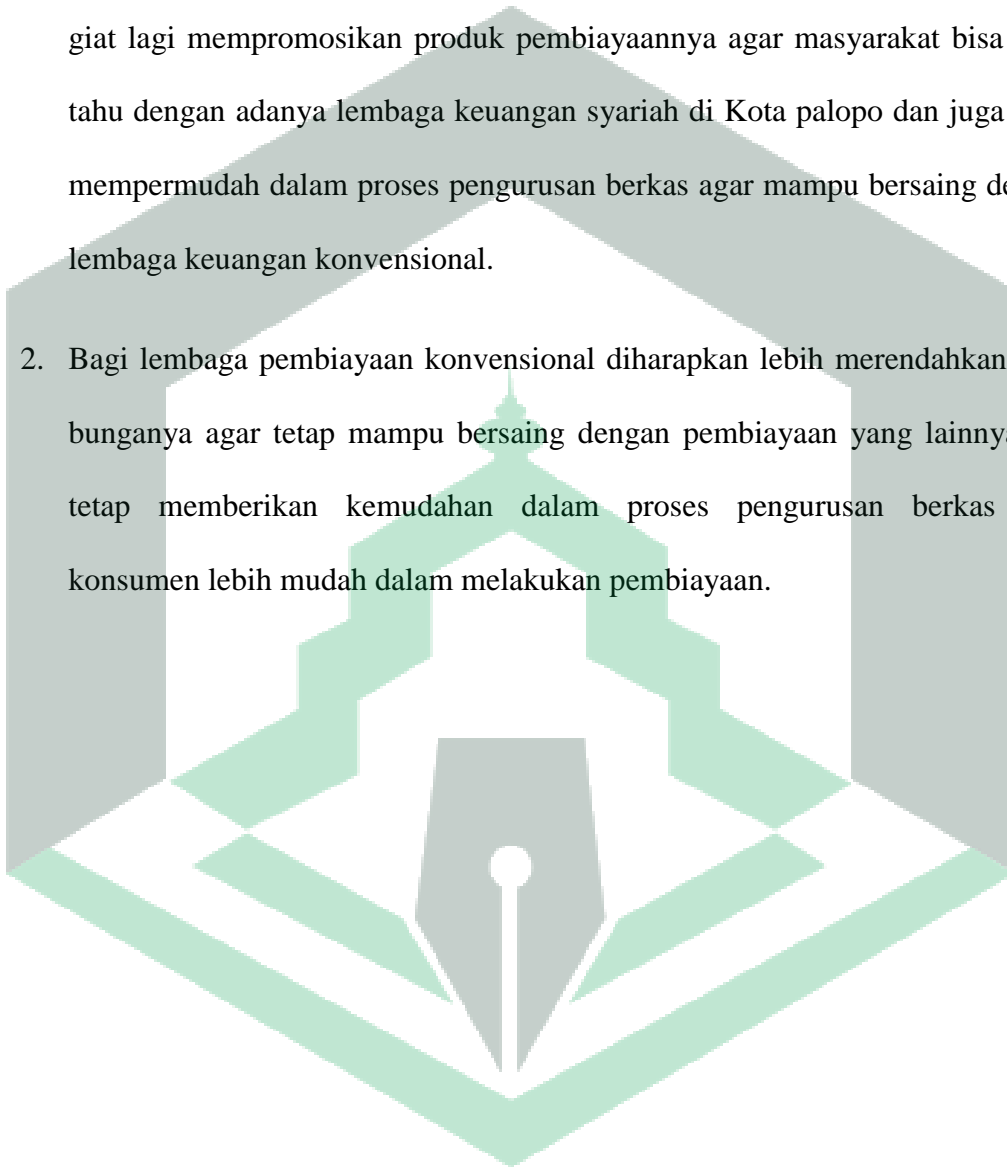 giat lagi mempromosikan produk pembiayaannya agar masyarakat bisa
tahu dengan adanya lembaga keuangan syariah di Kota palopo dan juga
mempermudah dalam proses pengurusan berkas agar mampu bersaing
lembaga keuangan konvensional.
2. Bagi lembaga pembiayaan konvensional diharapkan lebih merendahkan
bunganya agar tetap mampu bersaing dengan pembiayaan yang lainnya
tetap memberikan kemudahan dalam proses pengurusan berkas
konsumen lebih mudah dalam melakukan pembiayaan.